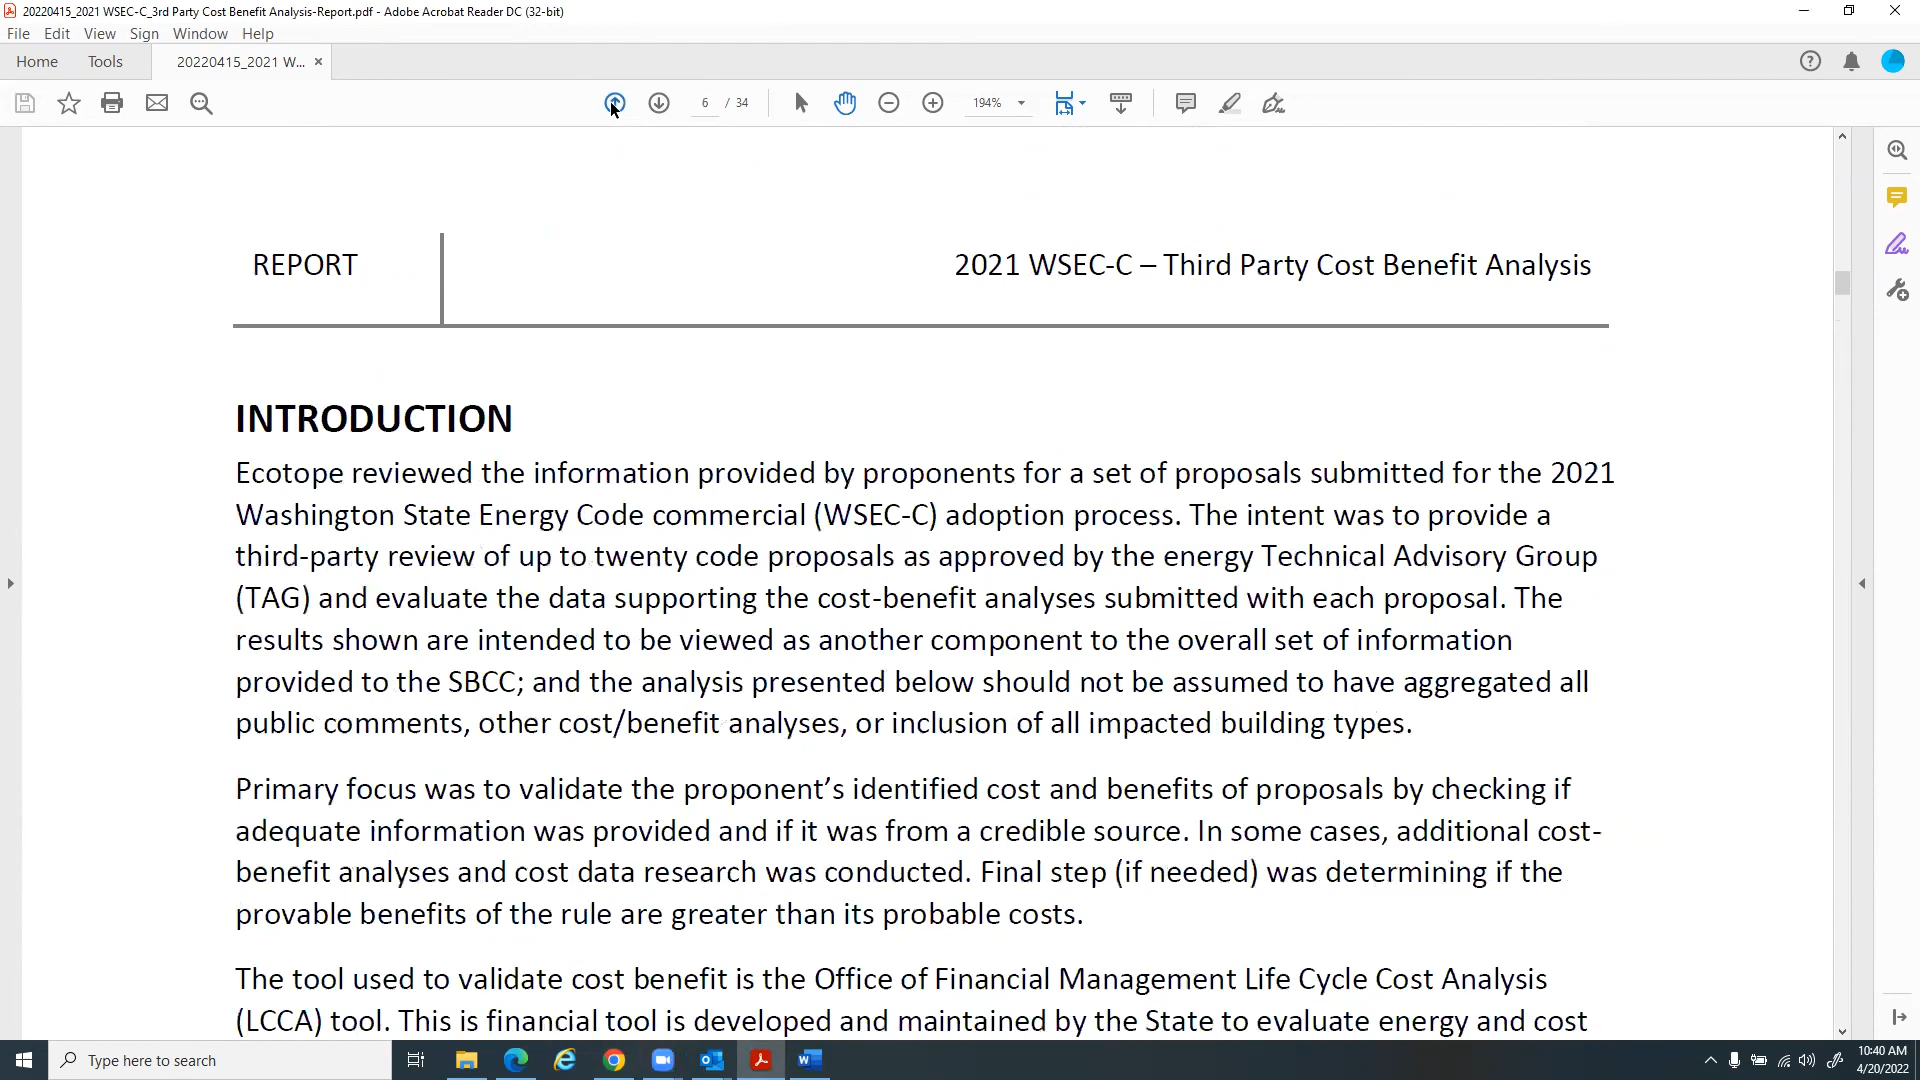 20220415_2021 WSEC-C_3rd Party Cost Benefit Analysis-Report.pdf - Adobe Acrobat Reader DC (32-bit)
File Edit View Sign Window Help
Home Tools 20220415_2021 W... ×
6 / 34 194%
REPORT 2021 WSEC-C – Third Party Cost Benefit Analysis
INTRODUCTION
Ecotope reviewed the information provided by proponents for a set of proposals submitted for the 2021
Washington State Energy Code commercial (WSEC-C) adoption process. The intent was to provide a
third-party review of up to twenty code proposals as approved by the energy Technical Advisory Group
(TAG) and evaluate the data supporting the cost-benefit analyses submitted with each proposal. The
results shown are intended to be viewed as another component to the overall set of information
provided to the SBCC; and the analysis presented below should not be assumed to have aggregated all
public comments, other cost/benefit analyses, or inclusion of all impacted building types.
Primary focus was to validate the proponent’s identified cost and benefits of proposals by checking if
adequate information was provided and if it was from a credible source. In some cases, additional cost-
benefit analyses and cost data research was conducted. Final step (if needed) was determining if the
provable benefits of the rule are greater than its probable costs.
The tool used to validate cost benefit is the Office of Financial Management Life Cycle Cost Analysis
(LCCA) tool. This is financial tool is developed and maintained by the State to evaluate energy and cost
Type here to search
10:40 AM
4/20/2022